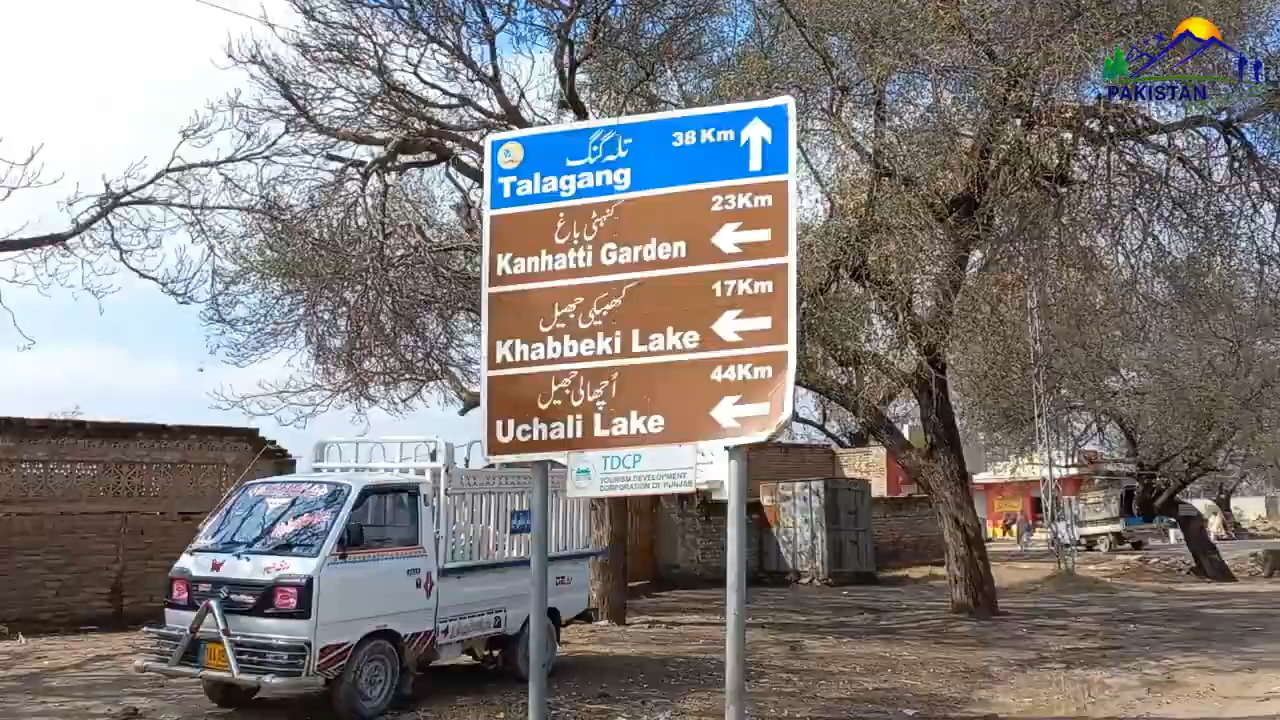 PAKISTAN
تلہ گنگ
38 Km
Talagang
23Km
کنہٹی باغ
Kanhatti Garden
17Km
کھبیکی جھیل
Khabbeki Lake
44Km
اُچھالی جھیل
Uchali Lake
TDCP
TOURISM DEVELOPMENT
CORPORATION OF PUNJAB